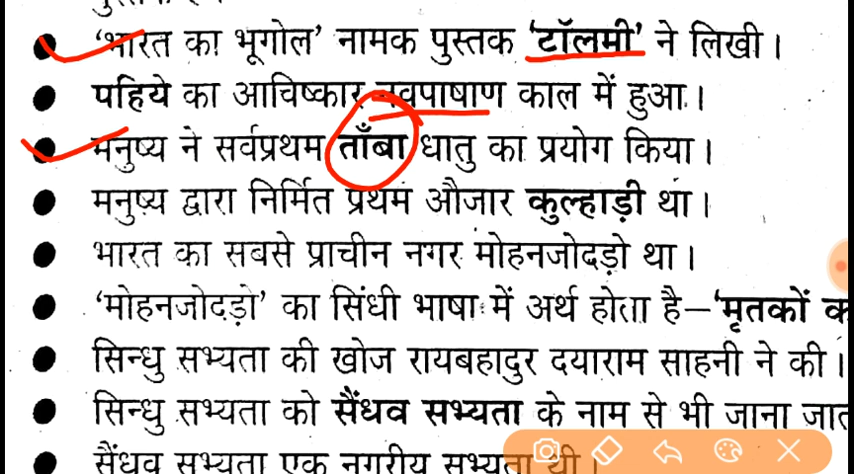 ● 'भारत का भूगोल' नामक पुस्तक 'टॉलमी' ने लिखी।
● पहिये का आविष्कार नवपाषाण काल में हुआ।
● मनुष्य ने सर्वप्रथम ताँबा धातु का प्रयोग किया।
● मनुष्य द्वारा निर्मित प्रथम औजार कुल्हाड़ी था।
● भारत का सबसे प्राचीन नगर मोहनजोदड़ो था।
● 'मोहनजोदड़ो' का सिंधी भाषा में अर्थ होता है–'मृतकों
● सिन्धु सभ्यता की खोज रायबहादुर दयाराम साहनी ने की।
● सिन्धु सभ्यता को सैंधव सभ्यता के नाम से भी जाना
● सैंधव सभ्यता एक नगरीय सभ्यता थी।